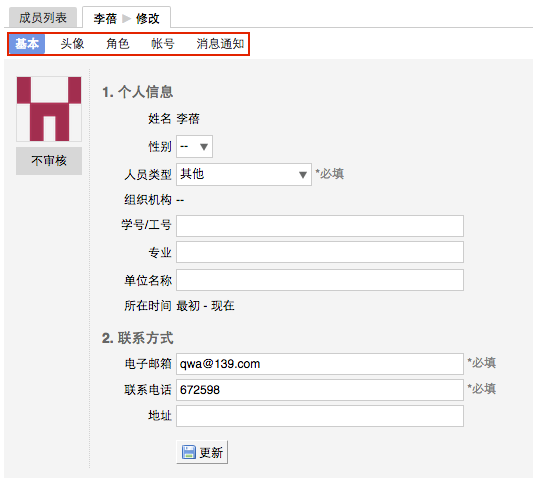 成员列表 李蓓 ▶ 修改
基本 头像 角色 帐号 消息通知
不审核
1. 个人信息
姓名 李蓓
性别 --
人员类型 其他 *必填
组织机构 --
学号/工号
专业
单位名称
所在时间 最初 - 现在
2. 联系方式
电子邮箱 qwa@139.com *必填
联系电话 672598 *必填
地址
更新